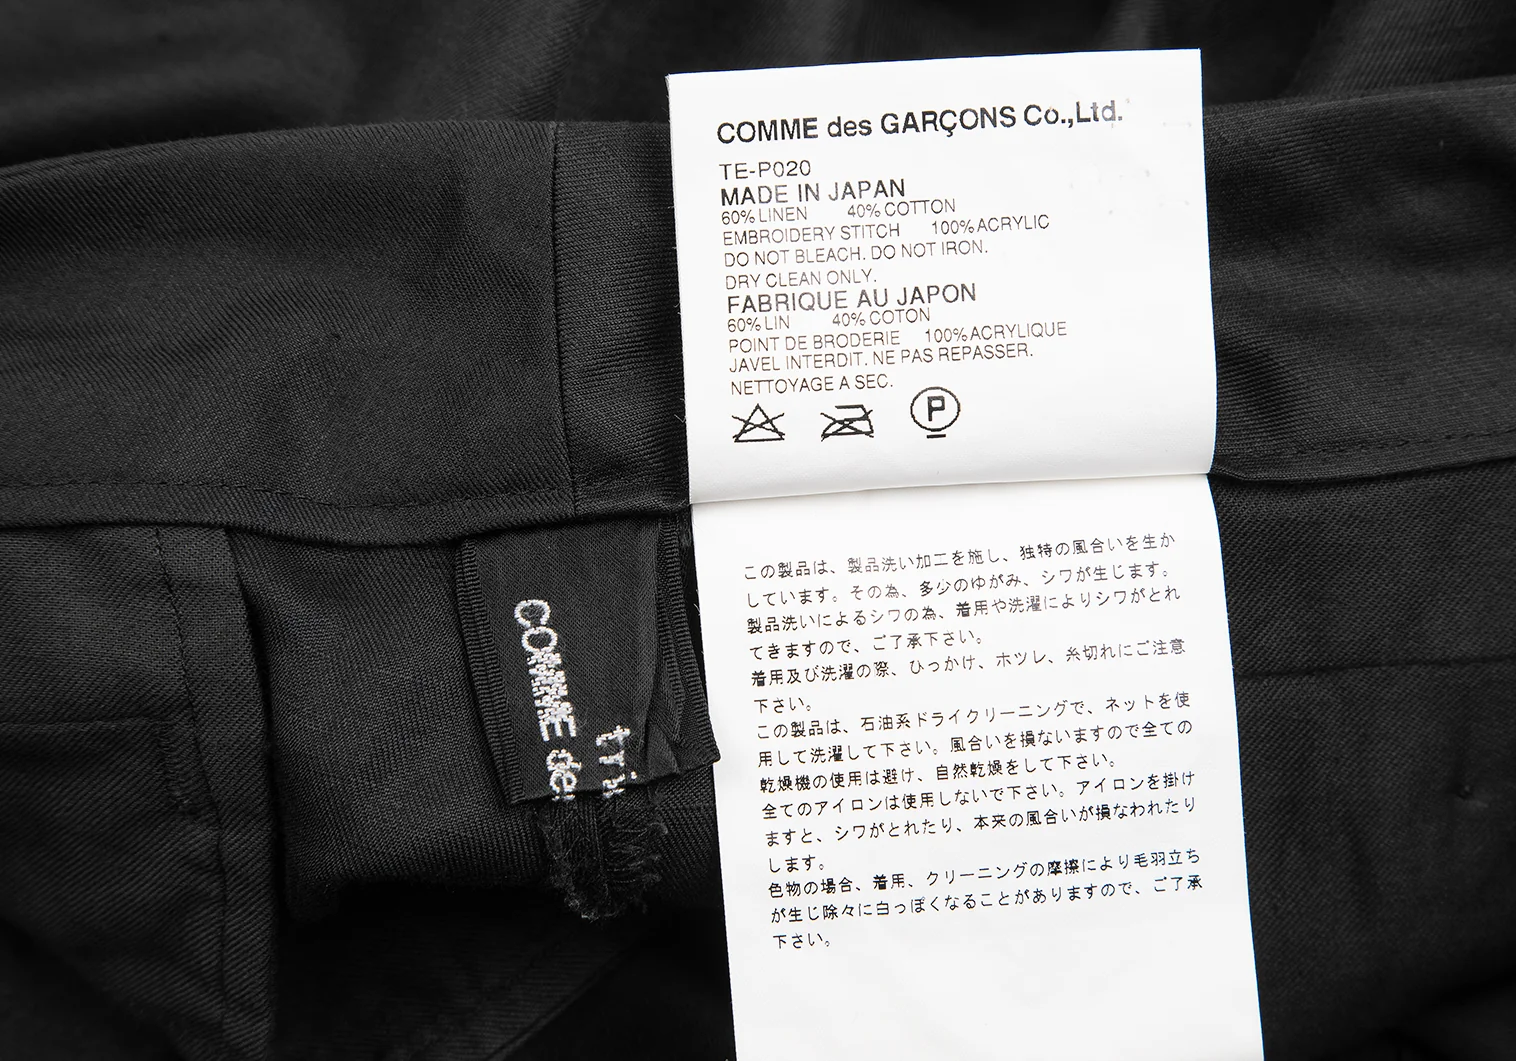 COMME des GARÇONS Co.,Ltd.
TE-P020
MADE IN JAPAN
60% LINEN 40% COTTON
EMBROIDERY STITCH 100% ACRYLIC
DO NOT BLEACH. DO NOT IRON.
DRY CLEAN ONLY.
FABRIQUE AU JAPON
60% LIN 40% COTON
POINT DE BRODERIE 100% ACRYLIQUE
JAVEL INTERDIT. NE PAS REPASSER.
NETTOYAGE A SEC.
P
この製品は、製品洗い加工を施し、独特の風合いを生か
しています。その為、多少のゆがみ、シワが生じます。
製品洗いによるシワの為、着用や洗濯によりシワがとれ
てきますので、ご了承下さい。
着用及び洗濯の際、ひっかけ、ホツレ、糸切れにご注意
下さい。
この製品は、石油系ドライクリーニングで、ネットを使
用して洗濯して下さい。風合いを損ないますので全ての
乾燥機の使用は避け、自然乾燥をして下さい。
全てのアイロンは使用しないで下さい。アイロンを掛け
ますと、シワがとれたり、本来の風合いが損なわれたり
します。
色物の場合、着用、クリーニングの摩擦により毛羽立ち
が生じ除々に白っぽくなることがありますので、ご了承
下さい。
COMME de
tri